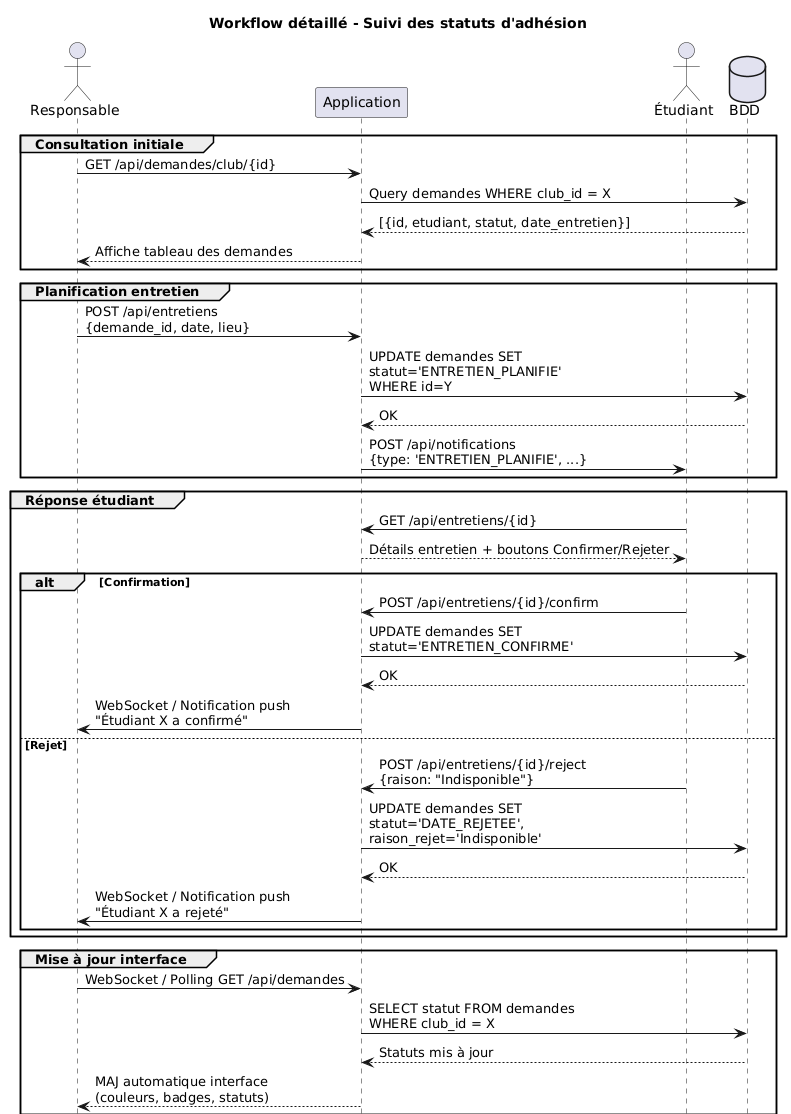 Workflow détaillé - Suivi des statuts d'adhésion
Responsable
Application
Étudiant
BDD
Consultation initiale
GET /api/demandes/club/{id}
Query demandes WHERE club_id = X
[{id, etudiant, statut, date_entretien}]
Affiche tableau des demandes
Planification entretien
POST /api/entretiens
{demande_id, date, lieu}
UPDATE demandes SET
statut='ENTRETIEN_PLANIFIE'
WHERE id=Y
OK
POST /api/notifications
{type: 'ENTRETIEN_PLANIFIE', ...}
Réponse étudiant
GET /api/entretiens/{id}
Détails entretien + boutons Confirmer/Rejeter
alt
[Confirmation]
POST /api/entretiens/{id}/confirm
UPDATE demandes SET
statut='ENTRETIEN_CONFIRME'
OK
WebSocket / Notification push
"Étudiant X a confirmé"
[Rejet]
POST /api/entretiens/{id}/reject
{raison: "Indisponible"}
UPDATE demandes SET
statut='DATE_REJETEE',
raison_rejet='Indisponible'
OK
WebSocket / Notification push
"Étudiant X a rejeté"
Mise à jour interface
WebSocket / Polling GET /api/demandes
SELECT statut FROM demandes
WHERE club_id = X
Statuts mis à jour
MAJ automatique interface
(couleurs, badges, statuts)